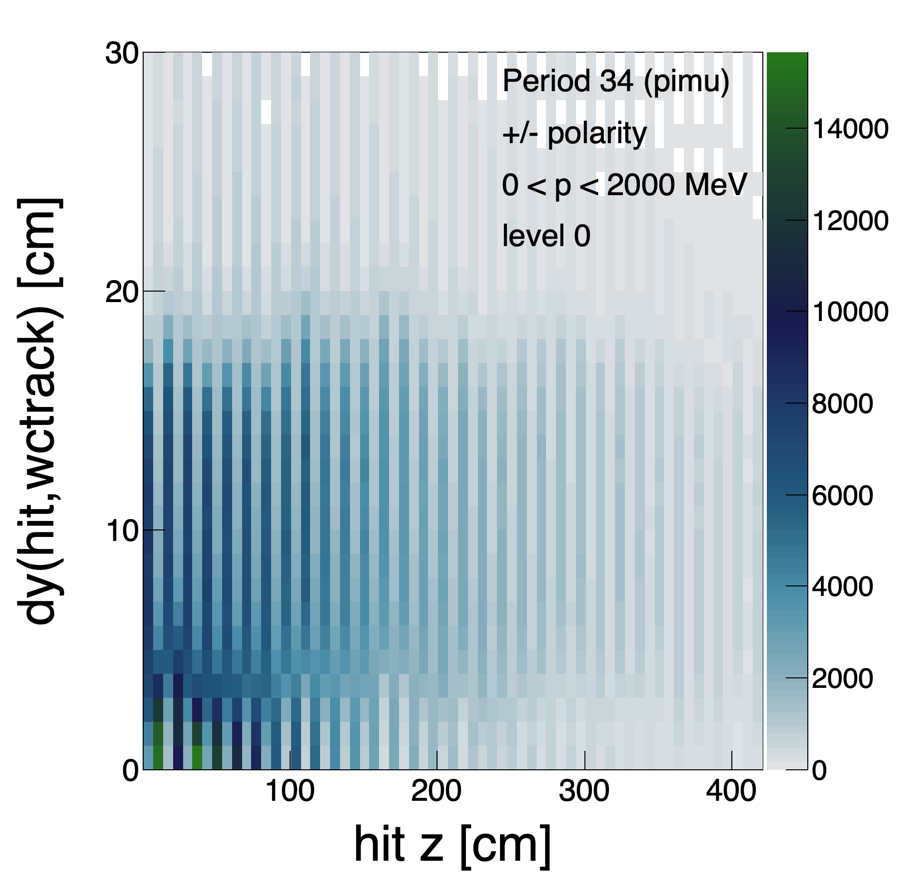 30
20
10
0
100
200
300
400
hit z [cm]
dy(hit,wctrack) [cm]
Period 34 (pimu)
+/- polarity
0 < p < 2000 MeV
level 0
14000
12000
10000
8000
6000
4000
2000
0